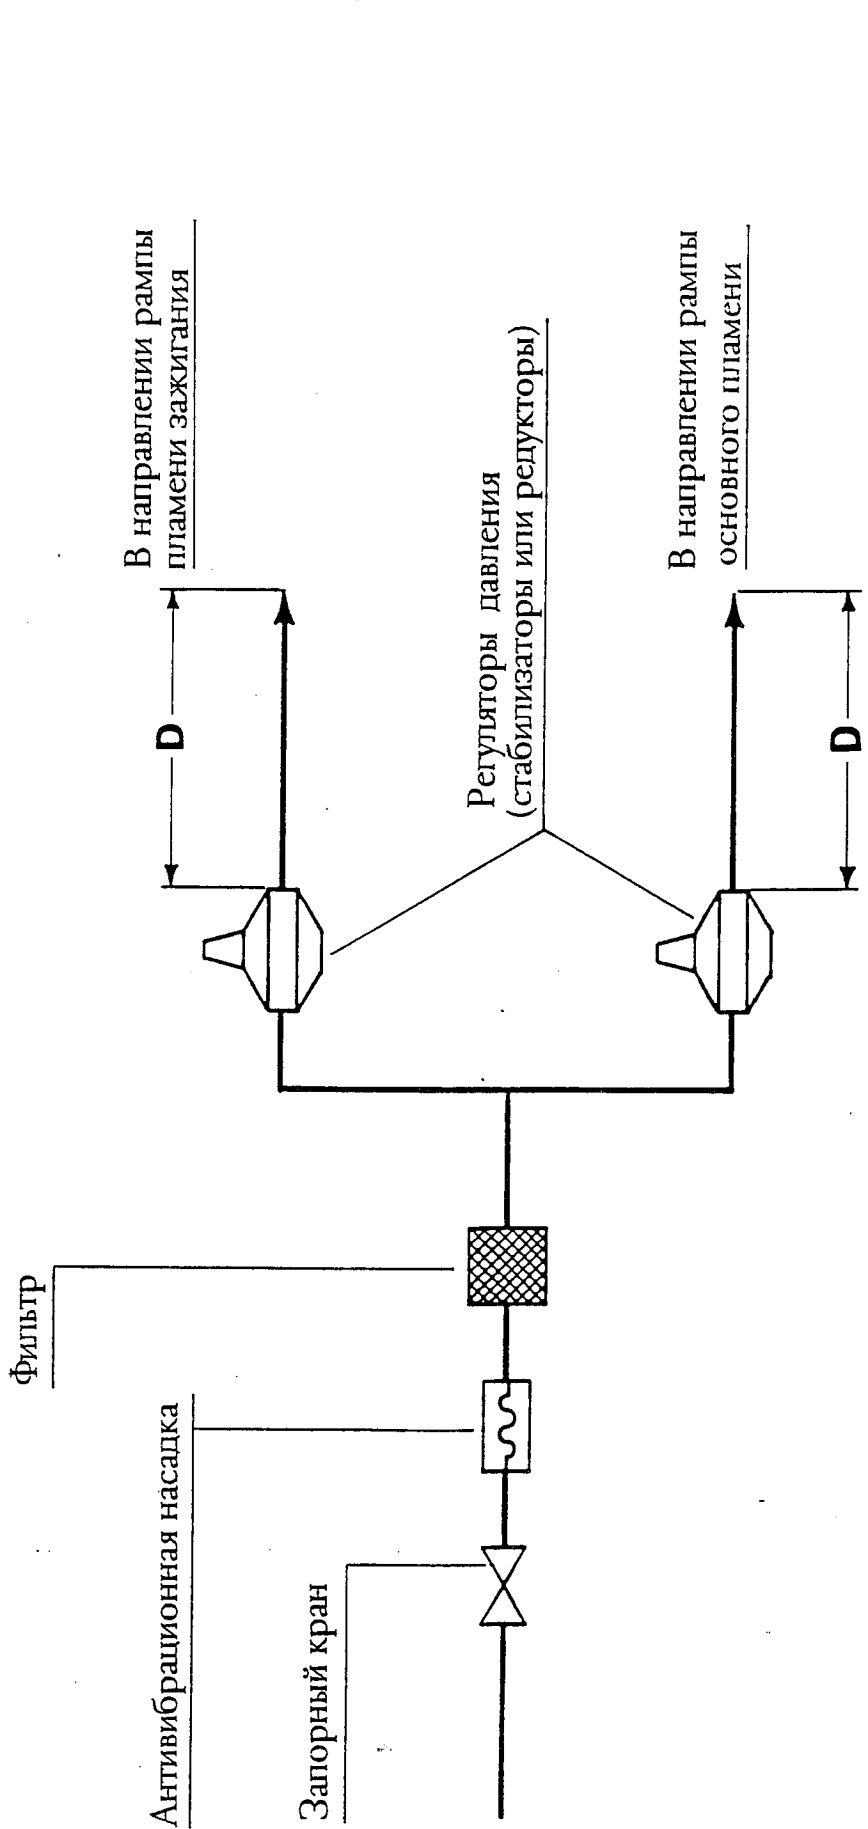 Фильтр
Антивибрационная насадка
Запорный кран
В направлении рампы
пламени зажигания
D
Регуляторы давления
(стабилизаторы или редукторы)
В направлении рампы
основного пламени
D